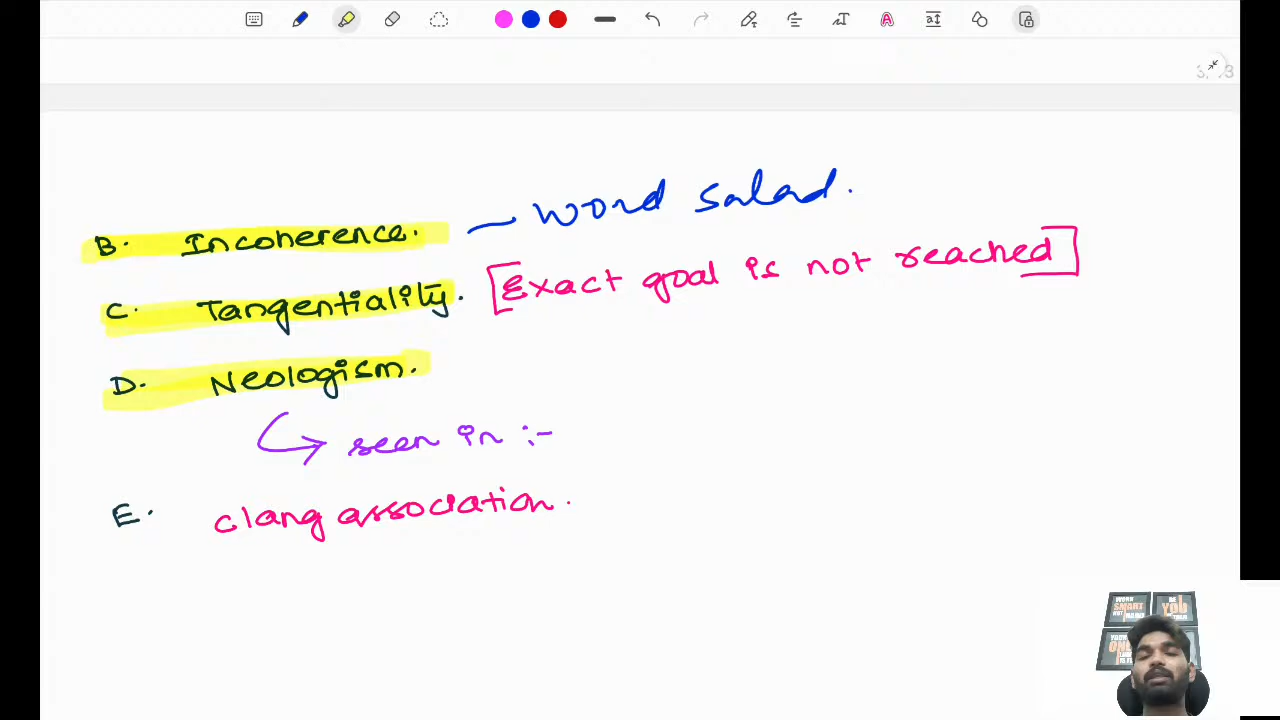 B. Incoherence. - word salad.
C. Tangentiality. [Exact goal is not reached]
D. Neologism.
seen in :-
E. clang association.